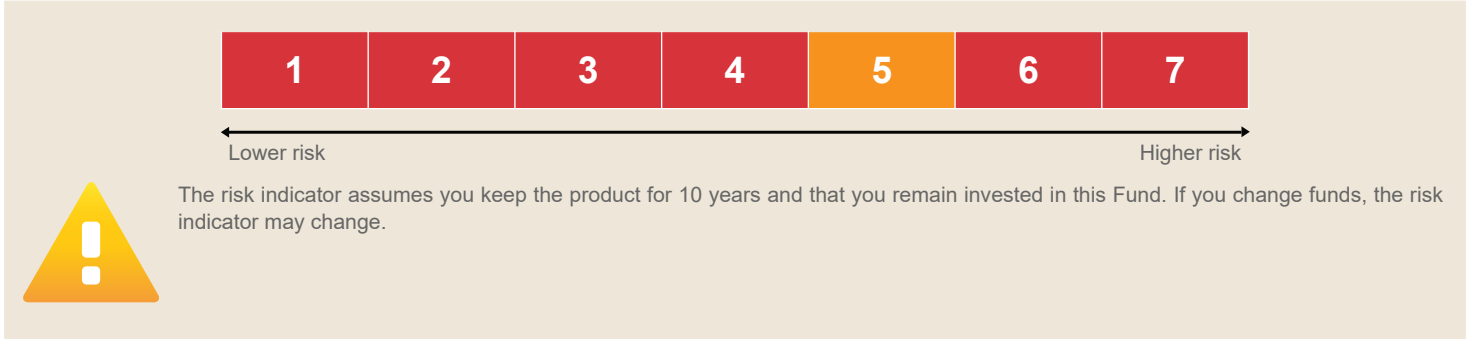 1 2 3 4 5 6 7
Lower risk Higher risk
The risk indicator assumes you keep the product for 10 years and that you remain invested in this Fund. If you change funds, the risk
indicator may change.